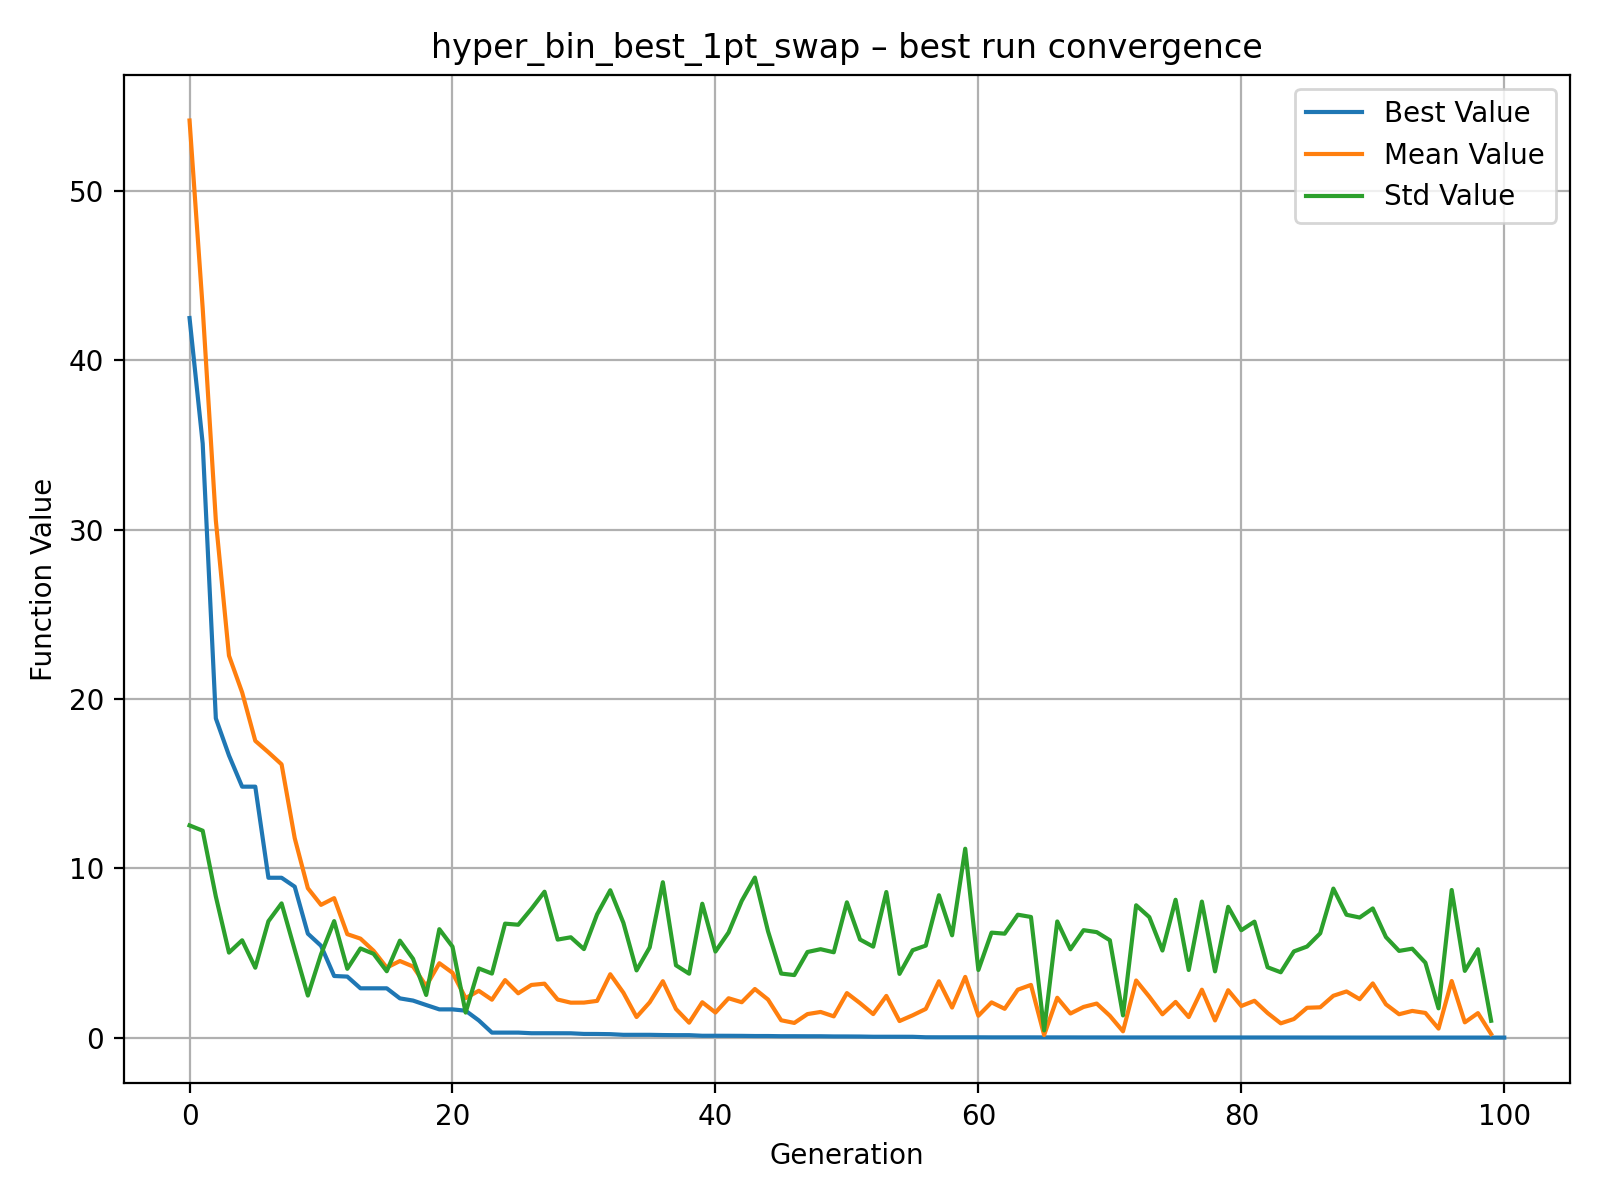 hyper_bin_best_1pt_swap – best run convergence
Best Value
Mean Value
Std Value
Function Value
50
40
30
20
10
0
0 20 40 60 80 100
Generation